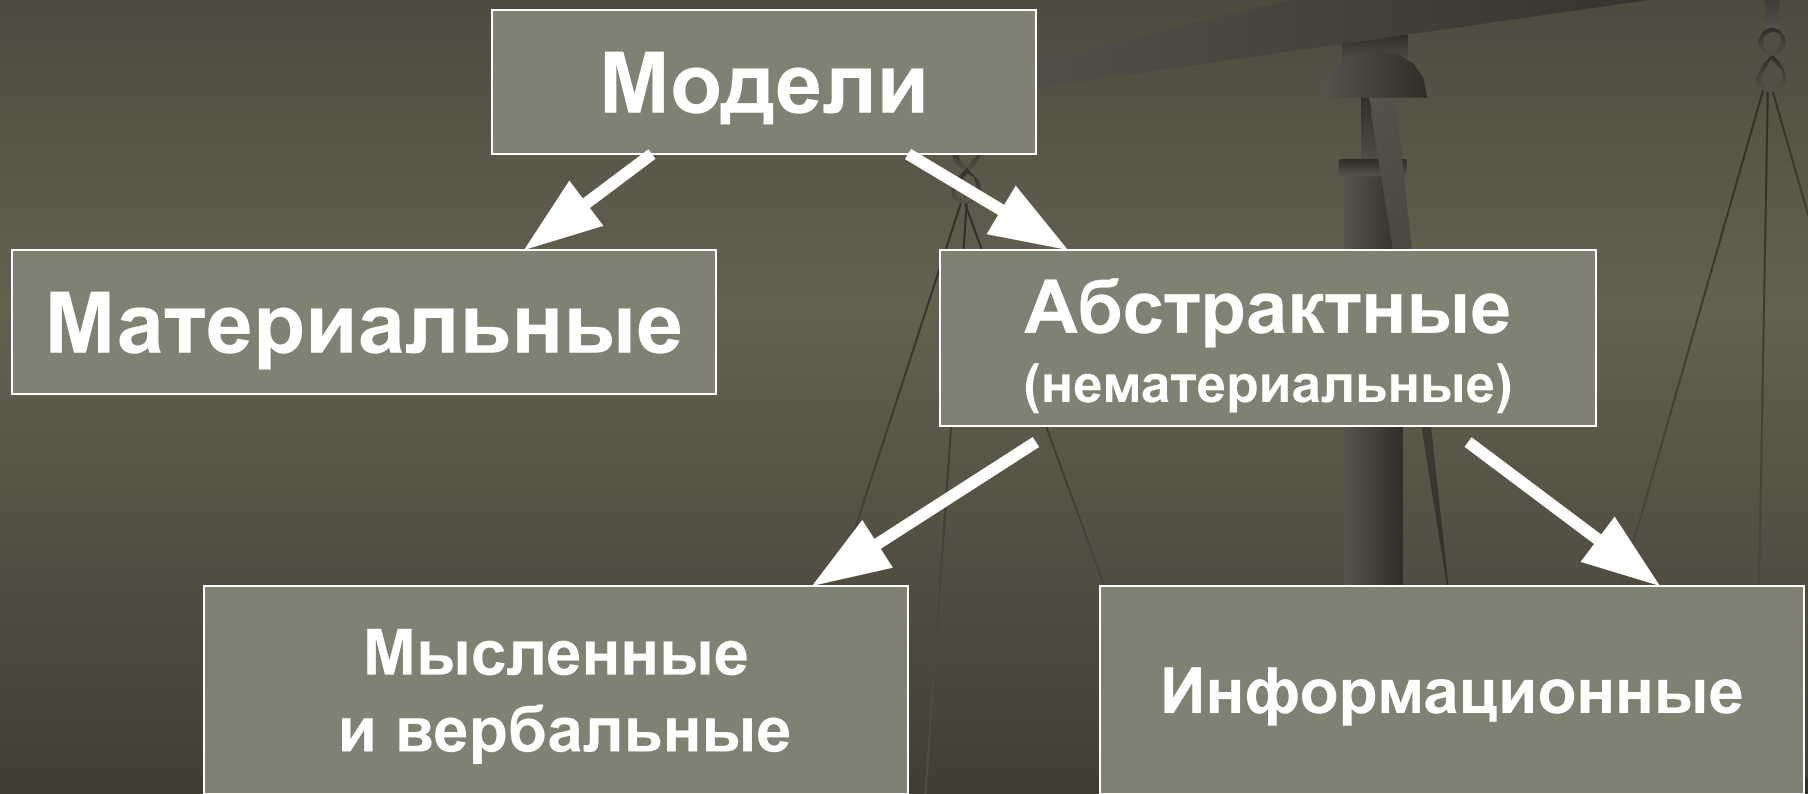 Модели
Материальные
Абстрактные
(нематериальные)
Мысленные
и вербальные
Информационные